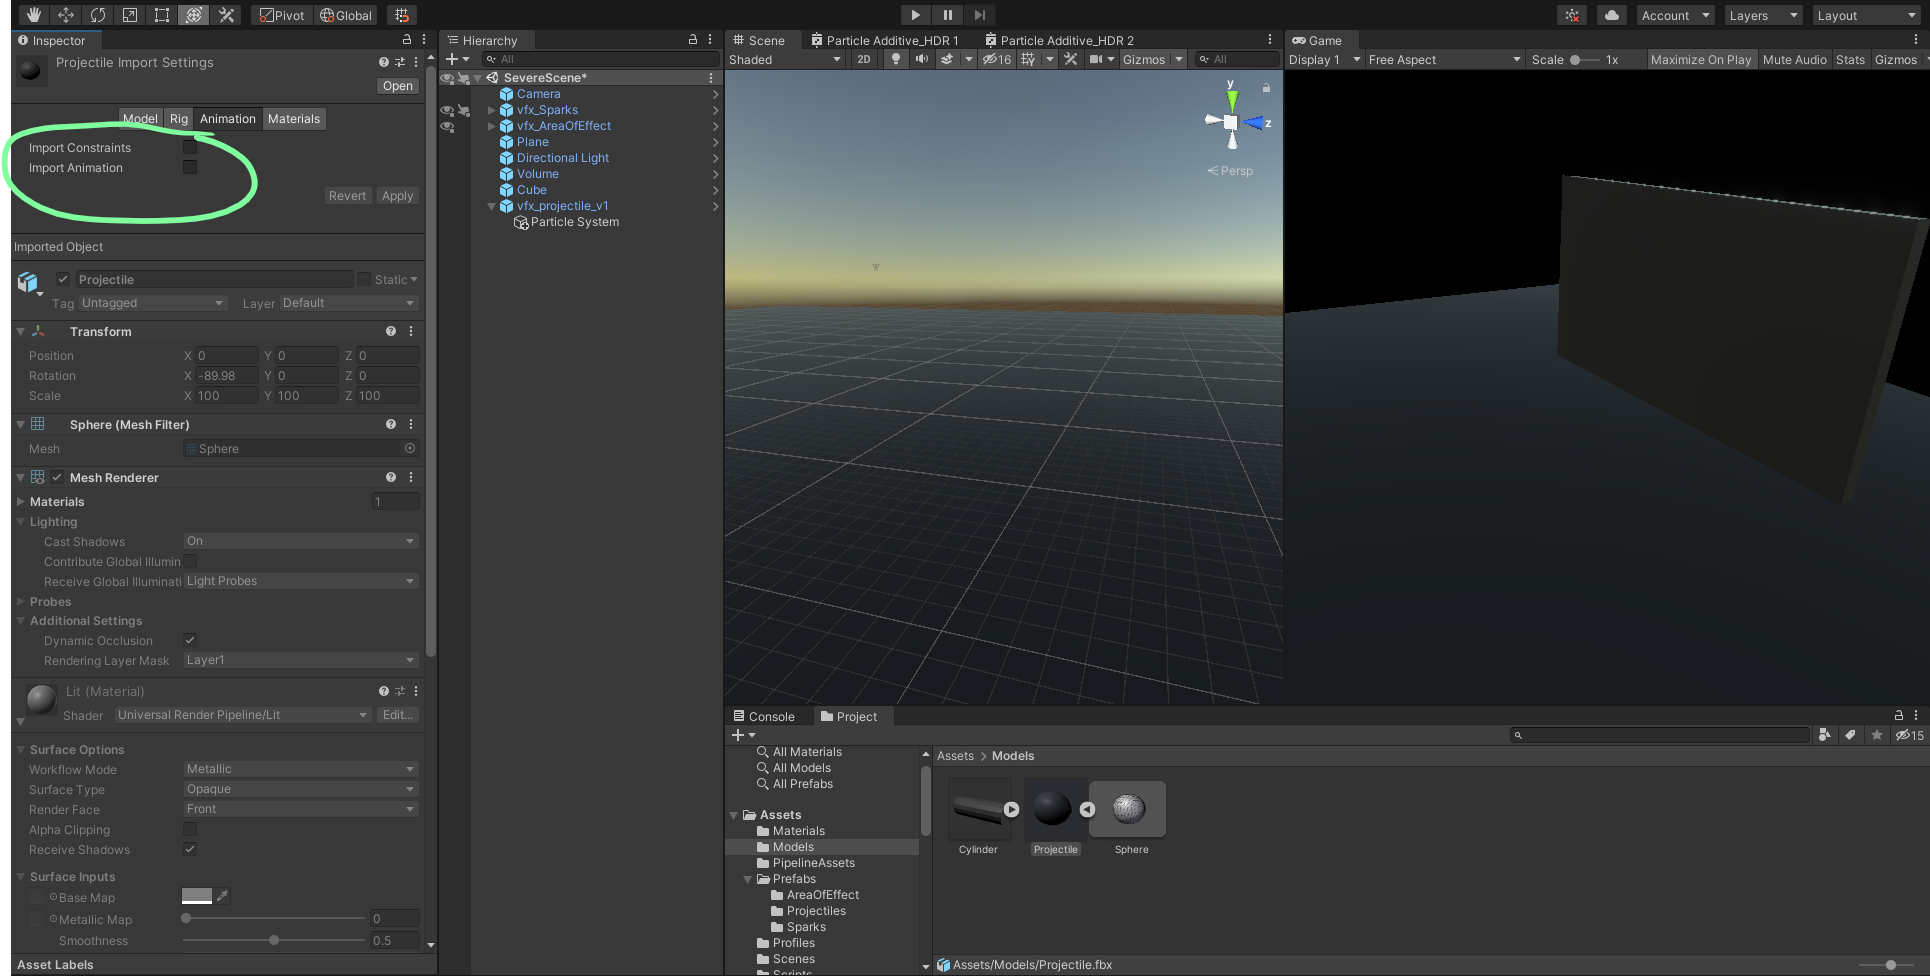 Pivot Global Account Layers Layout
Inspector
Projectile Import Settings
Open
Model Rig Animation Materials
Import Constraints
Import Animation
Revert Apply
Imported Object
Projectile Static
Tag Untagged Layer Default
Transform
Position X 0 Y 0 Z 0
Rotation X -89.98 Y 0 Z 0
Scale X 100 Y 100 Z 100
Sphere (Mesh Filter)
Mesh Sphere
Mesh Renderer
Materials 1
Lighting
Cast Shadows On
Contribute Global Illumin
Receive Global Illuminati Light Probes
Probes
Additional Settings
Dynamic Occlusion
Rendering Layer Mask Layer1
Lit (Material)
Shader Universal Render Pipeline/Lit Edit...
Surface Options
Workflow Mode Metallic
Surface Type Opaque
Render Face Front
Alpha Clipping
Receive Shadows
Surface Inputs
Base Map
Metallic Map 0
Smoothness 0.5
Asset Labels
Hierarchy
All
SevereScene*
Camera
vfx_Sparks
vfx_AreaOfEffect
Plane
Directional Light
Volume
Cube
vfx_projectile_v1
Particle System
Scene Particle Additive_HDR 1 Particle Additive_HDR 2
Shaded 2D 16 Gizmos All
y
z
Persp
Game
Display 1 Free Aspect Scale 1x Maximize On Play Mute Audio Stats Gizmos
Console Project
15
All Materials
All Models
All Prefabs
Assets
Materials
Models
PipelineAssets
Prefabs
AreaOfEffect
Projectiles
Sparks
Profiles
Scenes
Scripts
Assets > Models
Cylinder Projectile Sphere
Assets/Models/Projectile.fbx